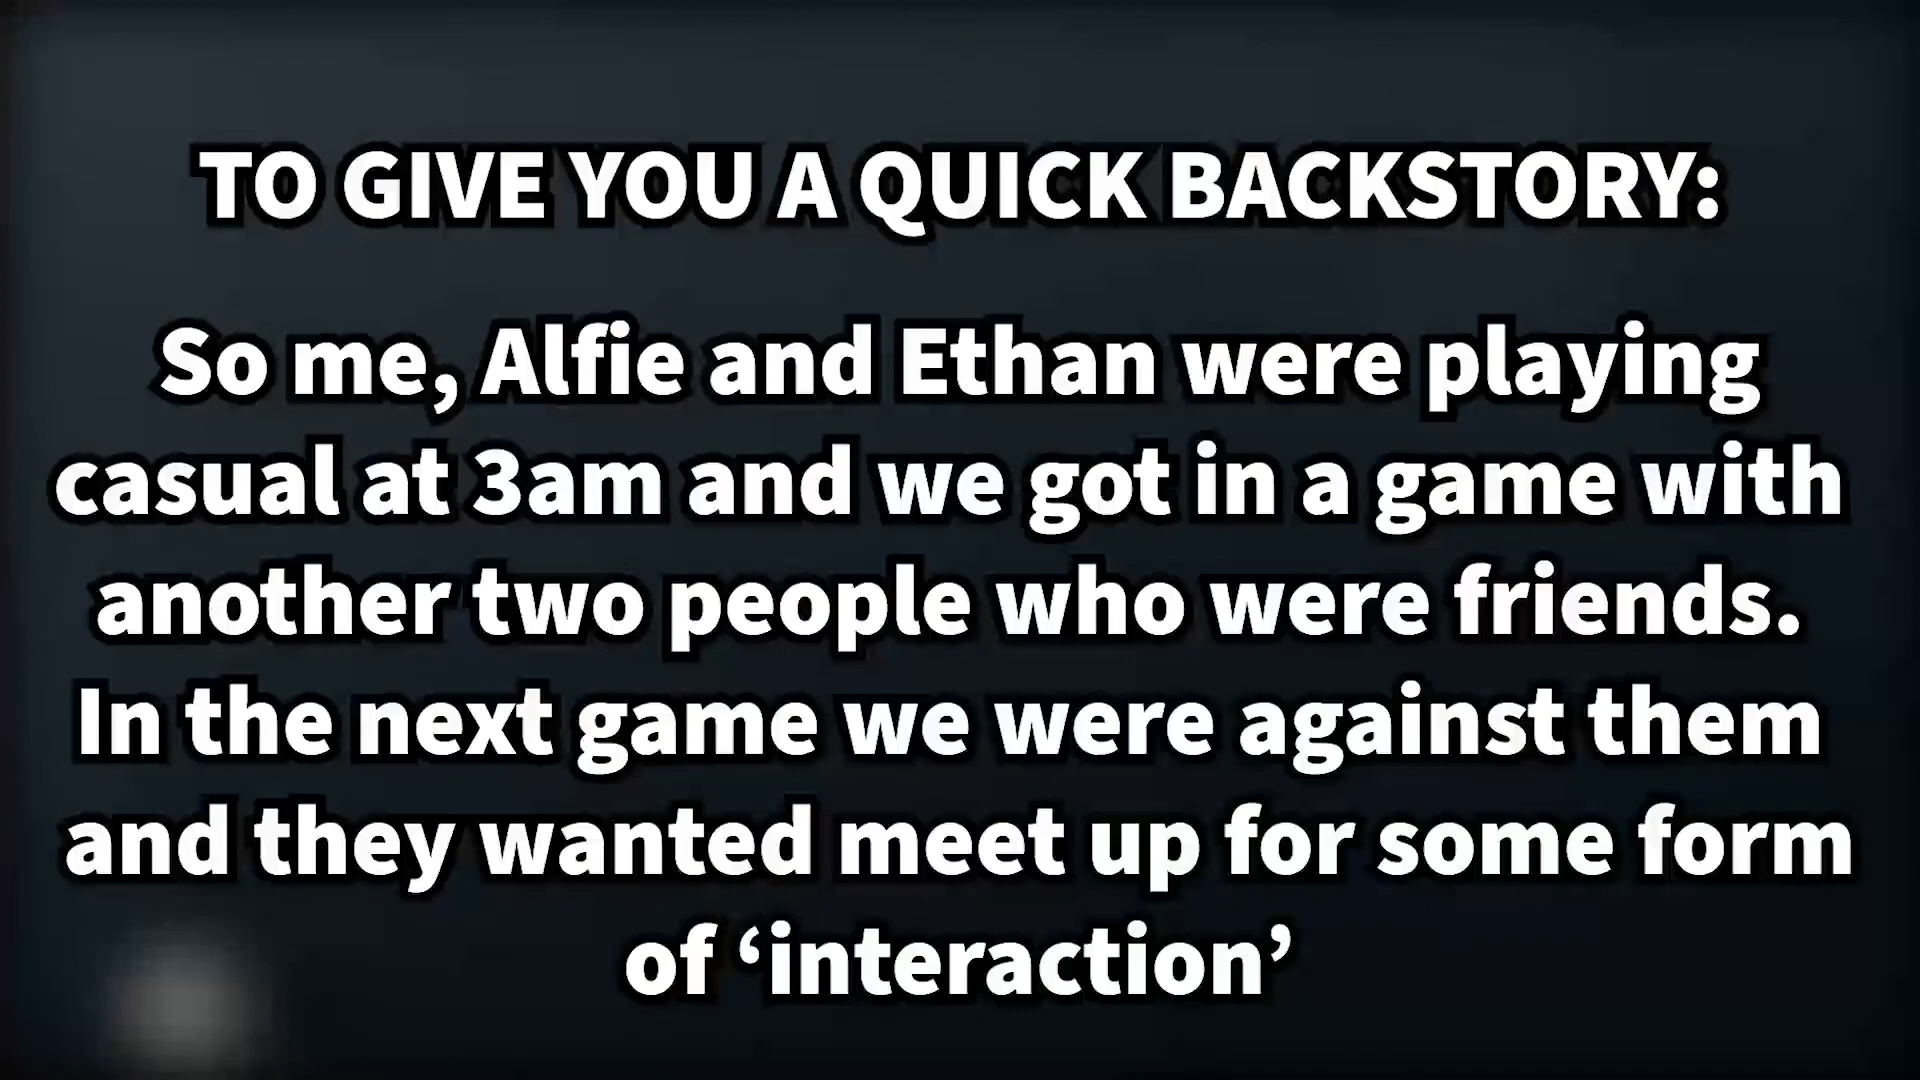 TO GIVE YOU A QUICK BACKSTORY:
So me, Alfie and Ethan were playing
casual at 3am and we got in a game with
another two people who were friends.
In the next game we were against them
and they wanted meet up for some form
of ‘interaction’